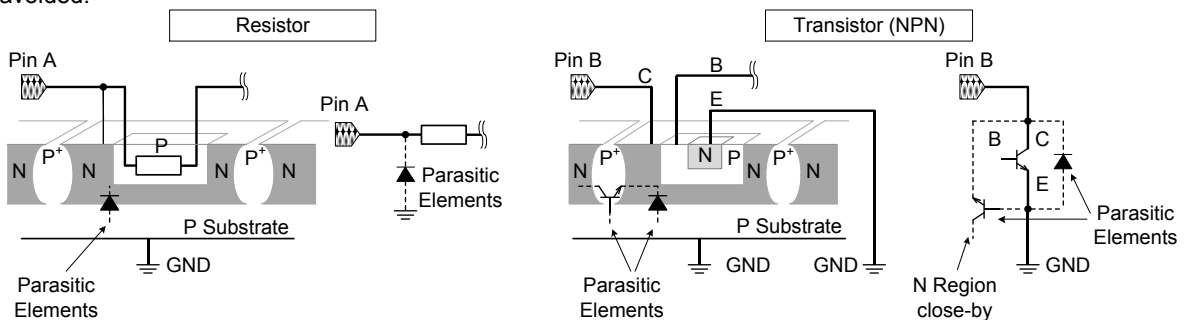 avoided.
Resistor
Transistor (NPN)
Pin A
Pin A
Pin B
C
B
E
Pin B
N
P+
N
P
P+
N
Parasitic
Elements
N
P+
N
N
P
P+
N
N
B
C
E
P Substrate
GND
Parasitic
Elements
P Substrate
GND
GND
Parasitic
Elements
Parasitic
Elements
N Region
close-by
GND